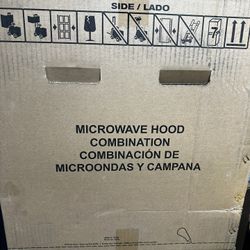 SIDE / LADO
MICROWAVE HOOD
COMBINATION
COMBINACIÓN DE
MICROONDAS Y CAMPANA